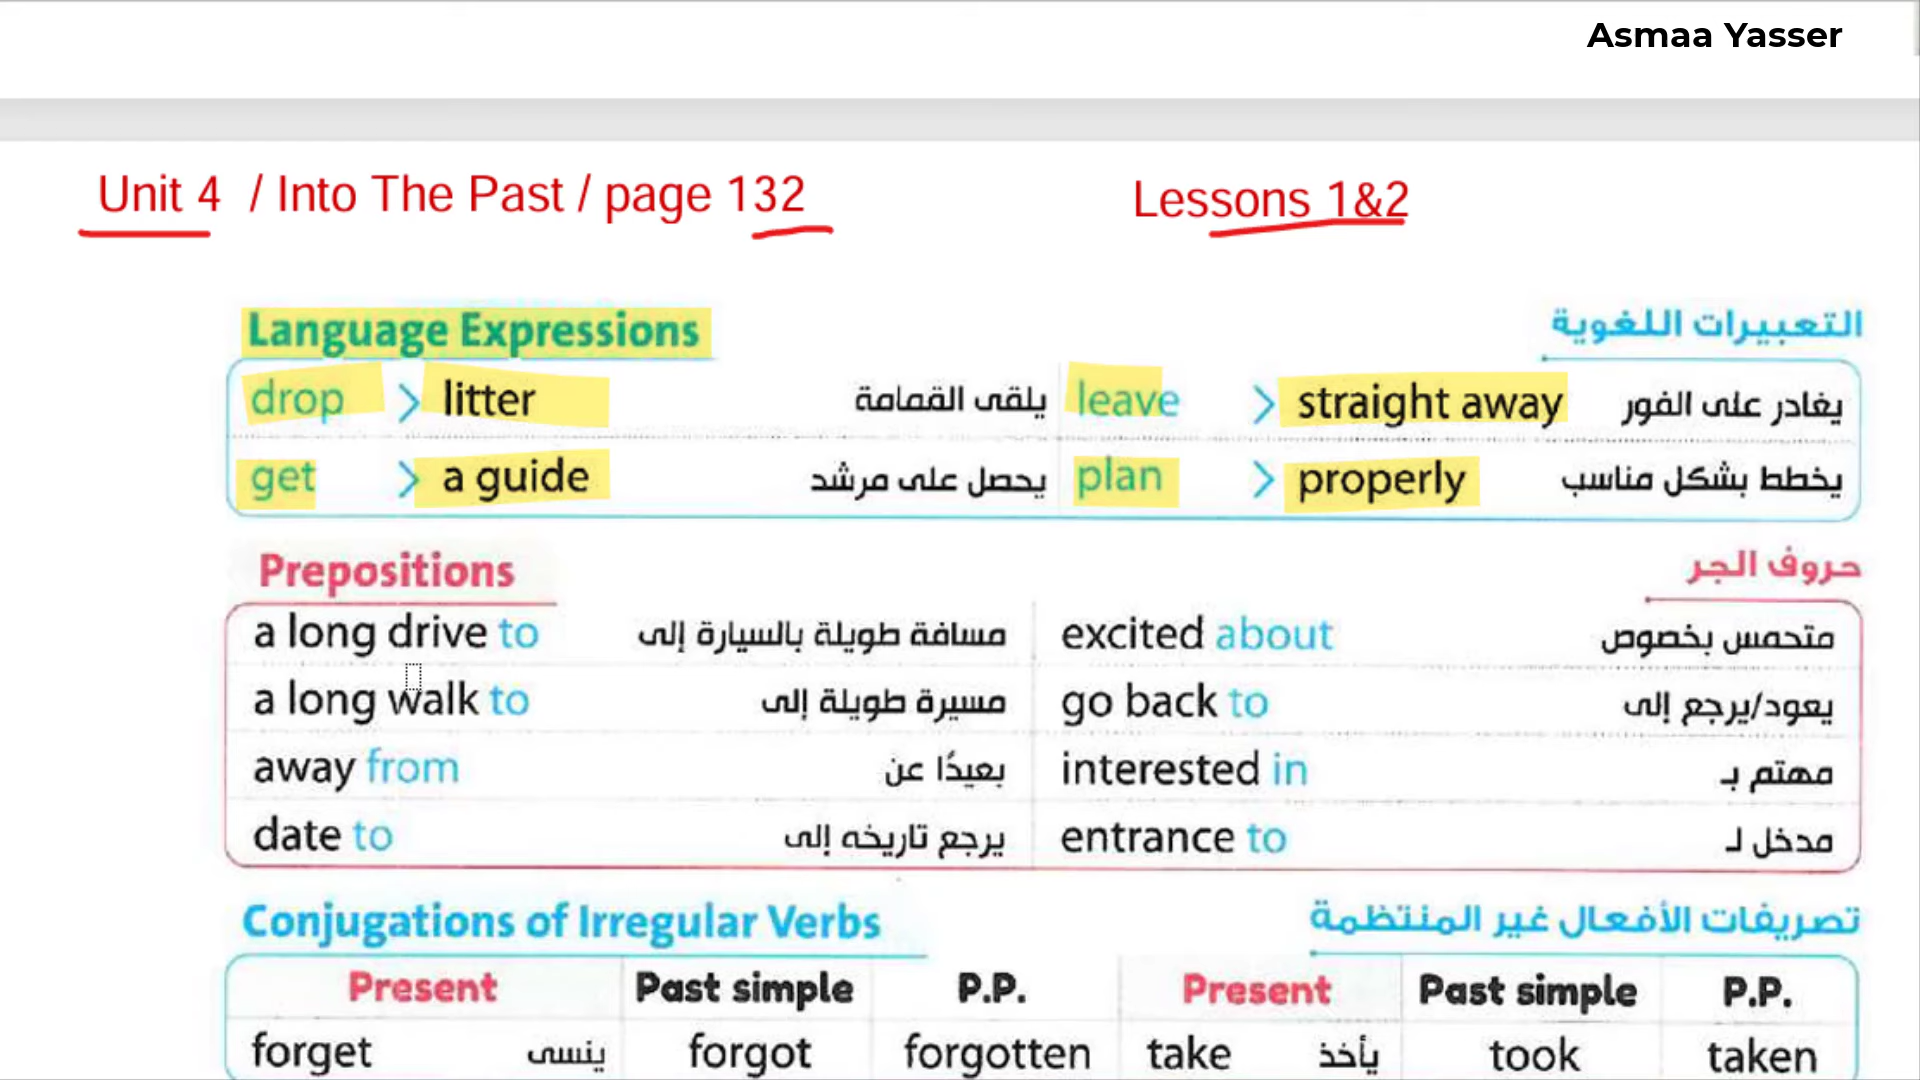 Asmaa Yasser
Unit 4 / Into The Past / page 132 Lessons 1&2
Language Expressions التعبيرات اللغوية
drop > litter يلقى القمامة leave > straight away يغادر على الفور
get > a guide يحصل على مرشد plan > properly يخطط بشكل مناسب
Prepositions حروف الجر
a long drive to مسافة طويلة بالسيارة إلى excited about متحمس بخصوص
a long walk to مسيرة طويلة إلى go back to يعود/يرجع إلى
away from بعيدًا عن interested in مهتم بـ
date to يرجع تاريخه إلى entrance to مدخل لـ
Conjugations of Irregular Verbs تصريفات الأفعال غير المنتظمة
Present Past simple P.P. Present Past simple P.P.
forget ينسى forgot forgotten take يأخذ took taken